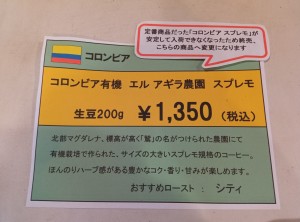 定番商品だった「コロンビア スプレモ」が
安定して入荷できなくなったため終売、
こちらの商品へ変更になります
コロンビア
コロンビア有機 エル アギラ農園 スプレモ
生豆200g ¥1,350(税込)
北部マグダレナ。標高が高く「鷲」の名がつけられた農園にて
有機栽培で作られた、サイズの大きいスプレモ規格のコーヒー。
ほんのりハーブ感がある豊かなコク・香り・甘みが楽しめます。
おすすめロースト : シティ